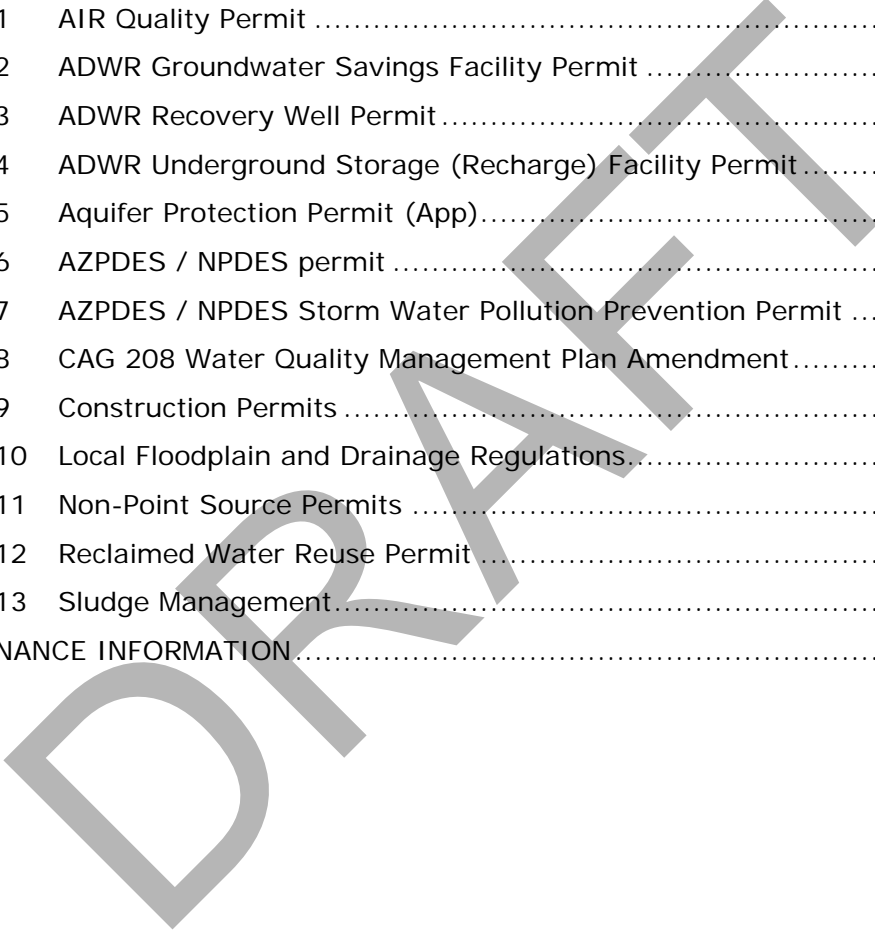 1 AIR Quality Permit ........................................................
2 ADWR Groundwater Savings Facility Permit ........................
3 ADWR Recovery Well Permit .............................................
4 ADWR Underground Storage (Recharge) Facility Permit ........
5 Aquifer Protection Permit (App) .........................................
6 AZPDES / NPDES permit ..................................................
7 AZPDES / NPDES Storm Water Pollution Prevention Permit ...
8 CAG 208 Water Quality Management Plan Amendment .........
9 Construction Permits .......................................................
10 Local Floodplain and Drainage Regulations ..........................
11 Non-Point Source Permits ................................................
12 Reclaimed Water Reuse Permit .........................................
13 Sludge Management ........................................................
NANCE INFORMATION ............................................................
DRAFT